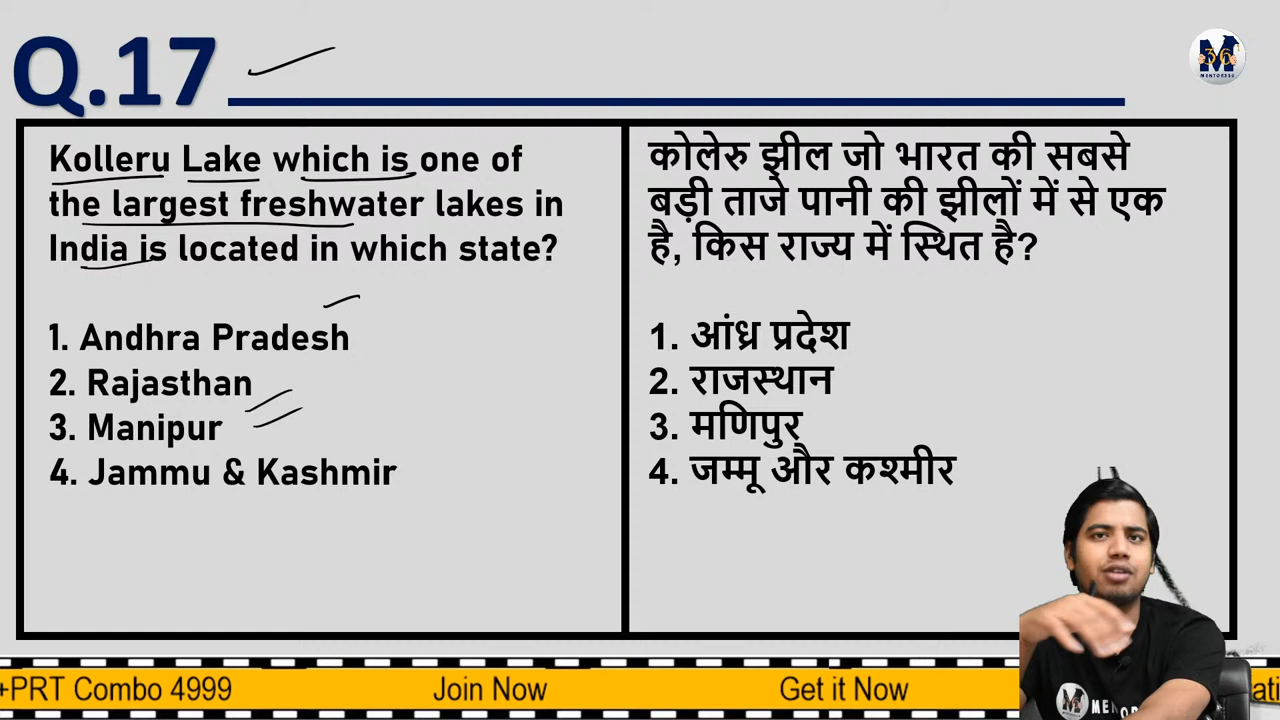 Q.17
36
MENTORS36
Kolleru Lake which is one of
the largest freshwater lakes in
India is located in which state?
1. Andhra Pradesh
2. Rajasthan
3. Manipur
4. Jammu & Kashmir
कोलेरु झील जो भारत की सबसे
बड़ी ताजे पानी की झीलों में से एक
है, किस राज्य में स्थित है?
1. आंध्र प्रदेश
2. राजस्थान
3. मणिपुर
4. जम्मू और कश्मीर
+PRT Combo 4999 Join Now Get it Now